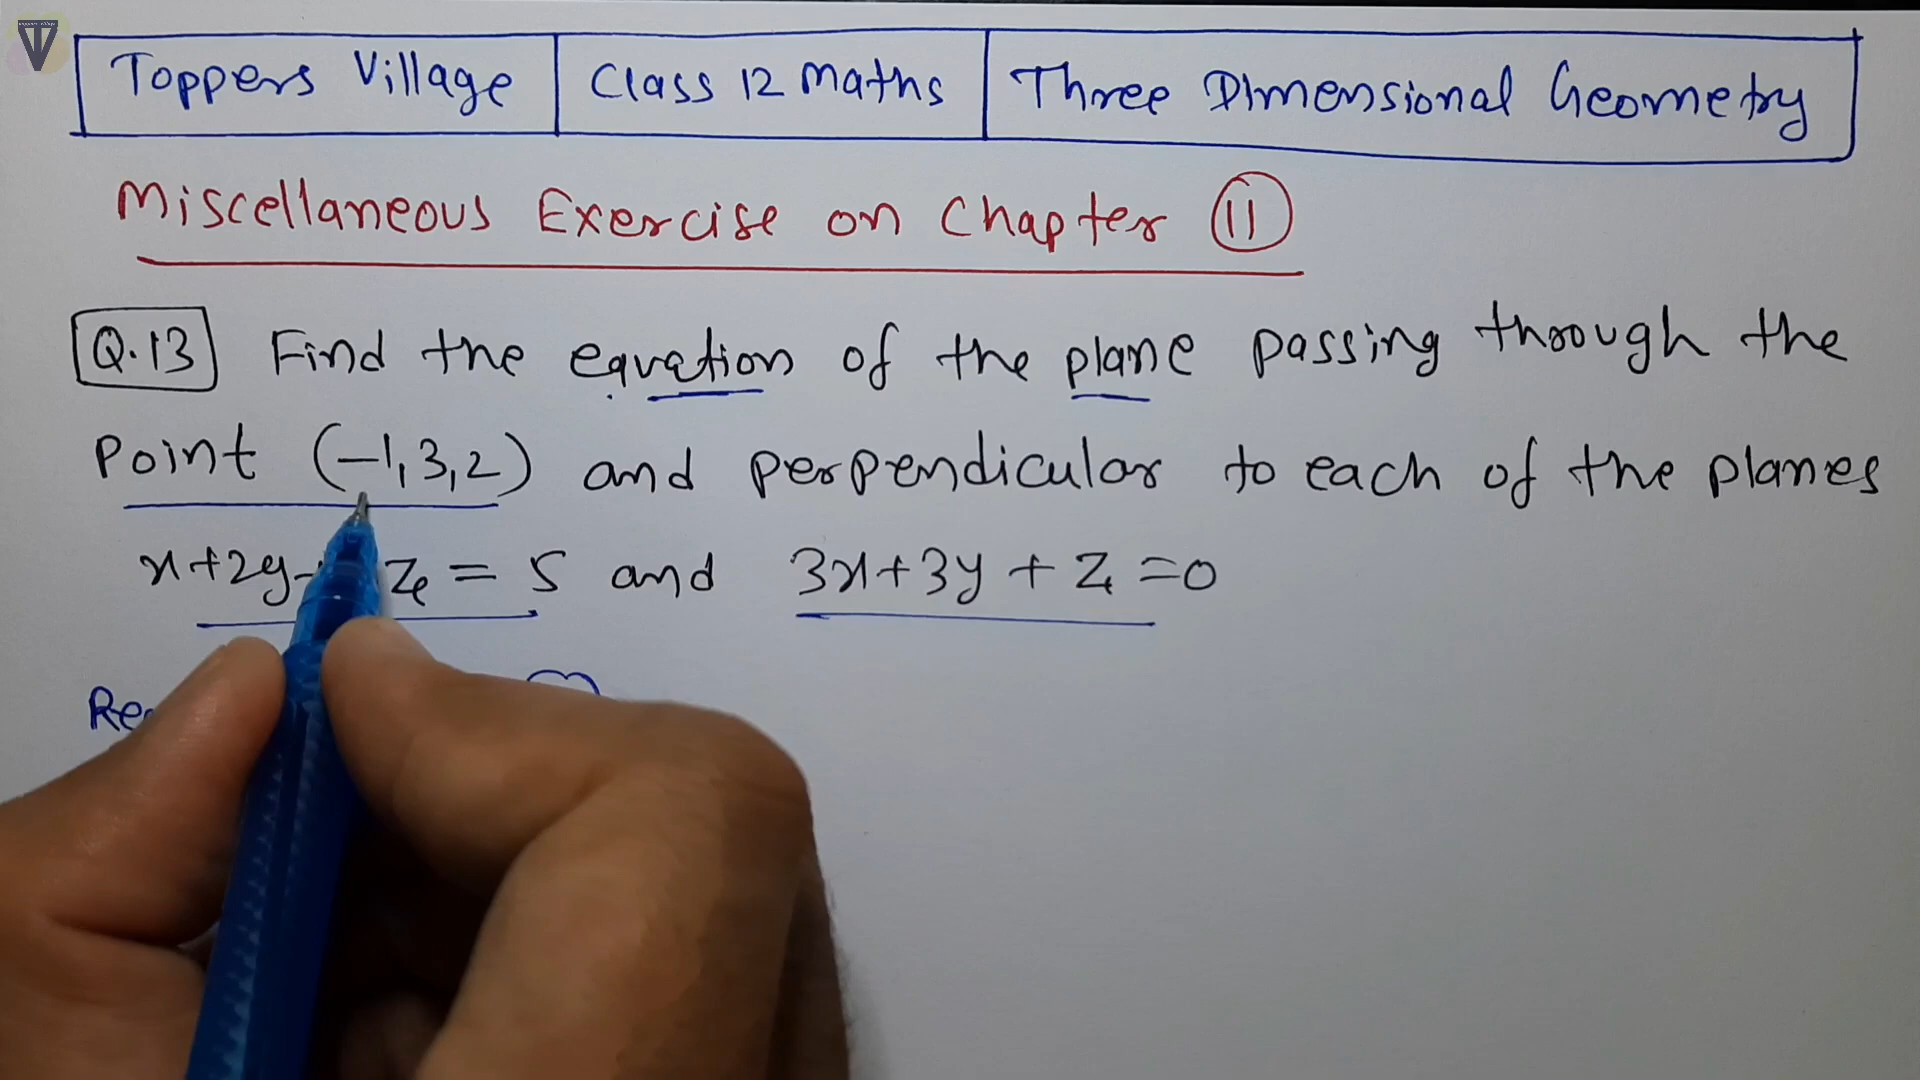 Toppers Village Class 12 Maths Three Dimensional Geometry
Miscellaneous Exercise on Chapter 11
Q.13 Find the equation of the plane passing through the
Point (-1,3,2) and perpendicular to each of the planes
x+2y+ z = 5 and 3x+3y+z=0